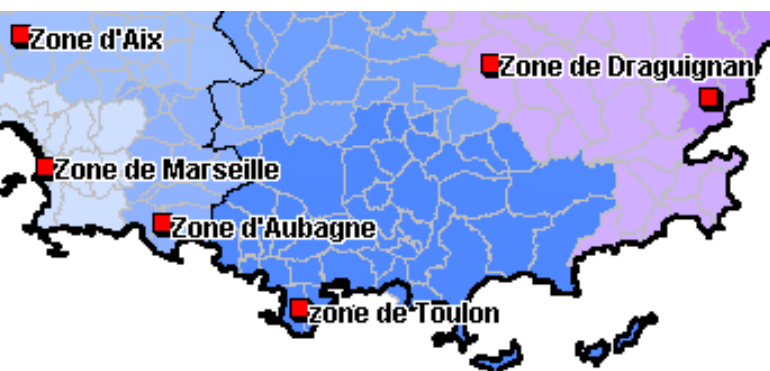 Zone d'Aix
Zone de Draguignan
Zone de Marseille
Zone d'Aubagne
zone de Toulon